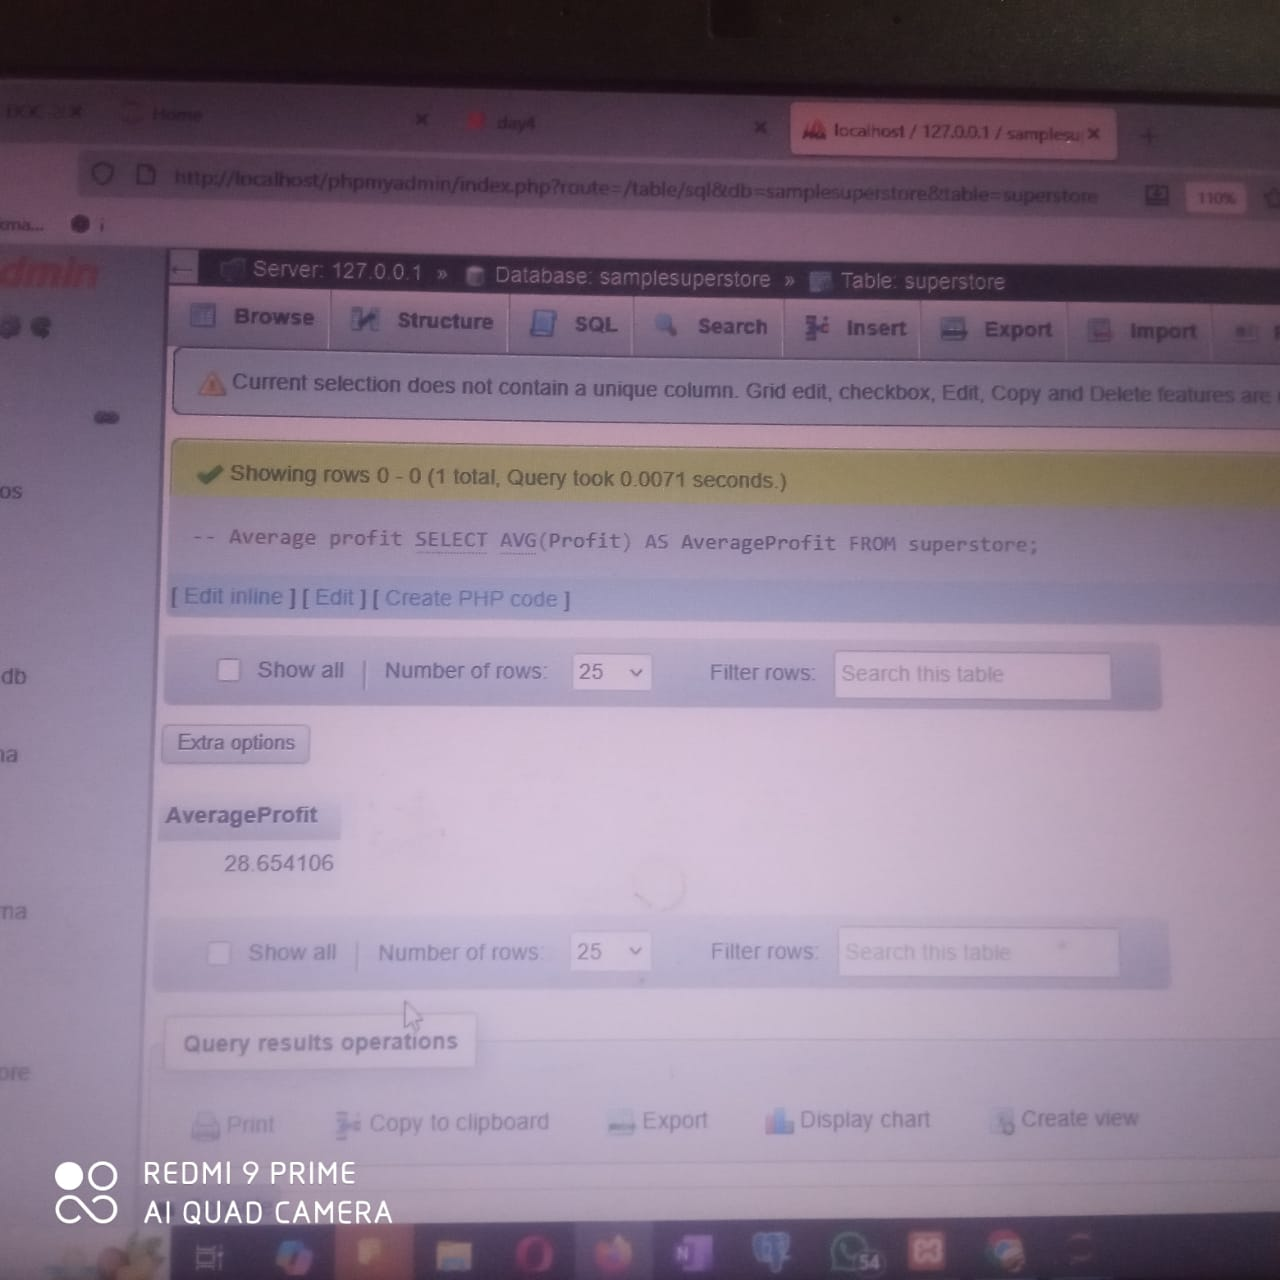 Home
day4
localhost / 127.0.0.1 / samplesu
http://localhost/phpmyadmin/index.php?route=/table/sql&db=samplesuperstore&table=superstore
110%
dmin
Server: 127.0.0.1 » Database: samplesuperstore » Table: superstore
Browse Structure SQL Search Insert Export Import
Current selection does not contain a unique column. Grid edit, checkbox, Edit, Copy and Delete features are
Showing rows 0 - 0 (1 total, Query took 0.0071 seconds.)
os
-- Average profit SELECT AVG(Profit) AS AverageProfit FROM superstore;
[ Edit inline ] [ Edit ] [ Create PHP code ]
db
Show all Number of rows: 25 Filter rows: Search this table
Extra options
AverageProfit
28.654106
Show all Number of rows: 25 Filter rows: Search this table
Query results operations
Print Copy to clipboard Export Display chart Create view
REDMI 9 PRIME
AI QUAD CAMERA
54